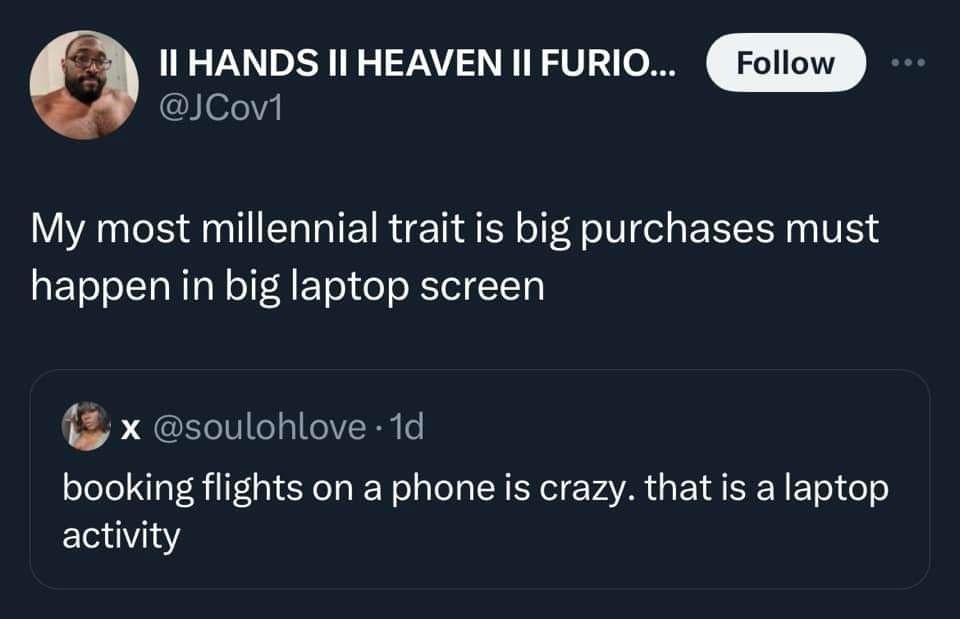 II HANDS II HEAVEN II FURIO...
Follow
@JCov1
My most millennial trait is big purchases must
happen in big laptop screen
x @soulohlove · 1d
booking flights on a phone is crazy. that is a laptop
activity